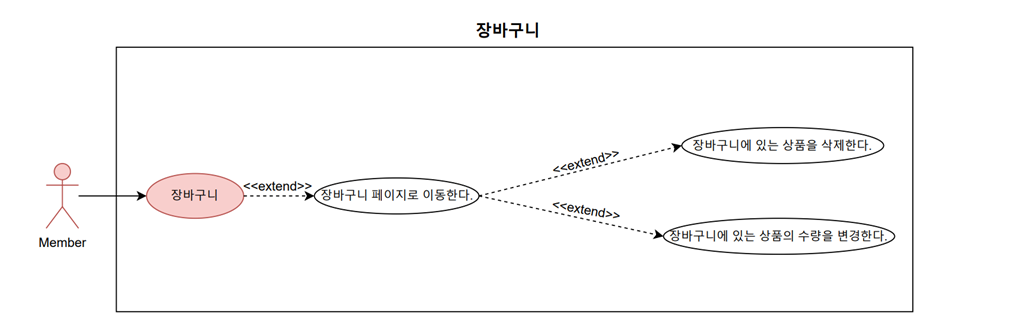 장바구니
장바구니에 있는 상품을 삭제한다.
<<extend>>
장바구니
<<extend>>
장바구니 페이지로 이동한다.
<<extend>>
장바구니에 있는 상품의 수량을 변경한다.
Member